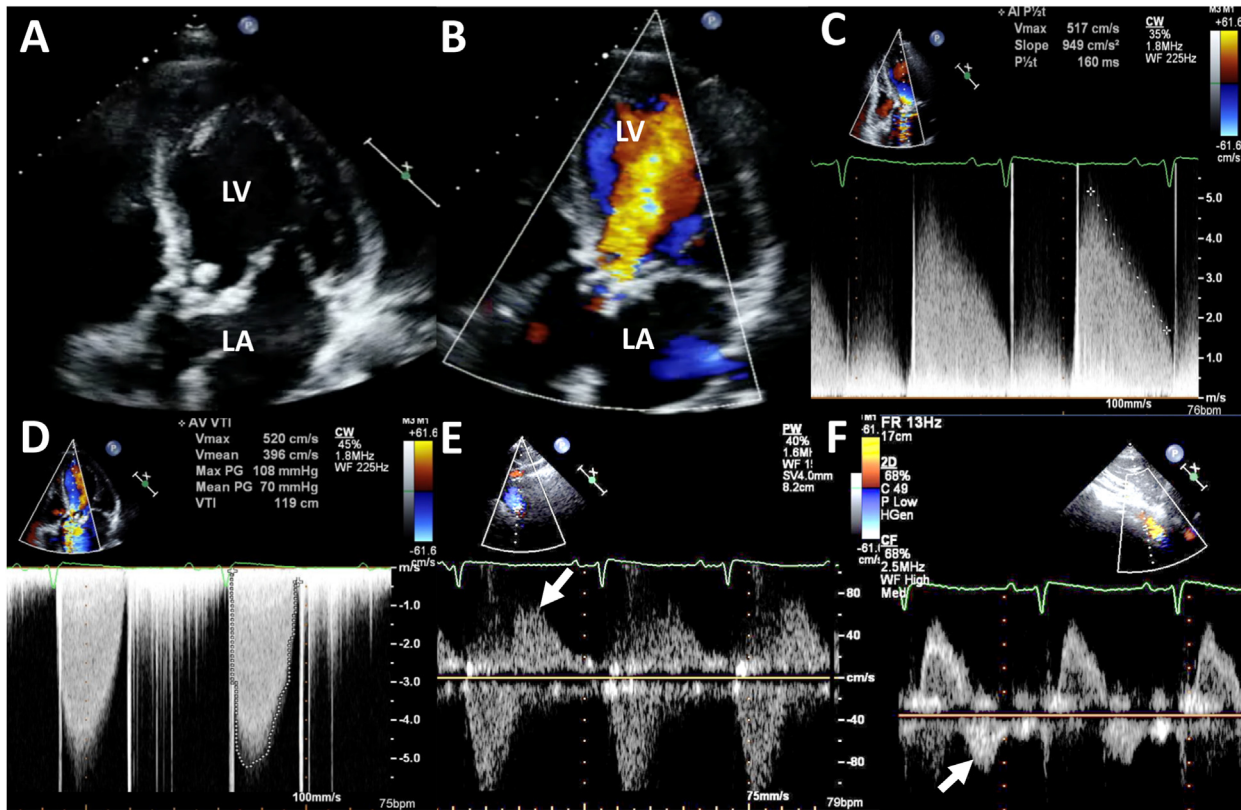 A
LV
LA
B
LV
LA
C
AI P½t
Vmax 517 cm/s
Slope 949 cm/s²
P½t 160 ms
CW
35%
1.8MHz
WF 225Hz
M3 M1
+61.6
-61.6
cm/s
5.0
4.0
3.0
2.0
1.0
m/s
100mm/s
76bpm
D
AV VTI
Vmax 520 cm/s
Vmean 396 cm/s
Max PG 108 mmHg
Mean PG 70 mmHg
VTI 119 cm
CW
45%
1.8MHz
WF 225Hz
M3 M1
+61.6
-61.6
cm/s
m/s
-1.0
-2.0
-3.0
-4.0
-5.0
100mm/s
75bpm
E
PW
40%
1.6MHz
SV4.0mm
8.2cm
80
40
cm/s
-40
-80
75mm/s
79bpm
F
FR 13Hz
17cm
2D
68%
C 49
P Low
HGen
CF
68%
2.5MHz
WF High
Med